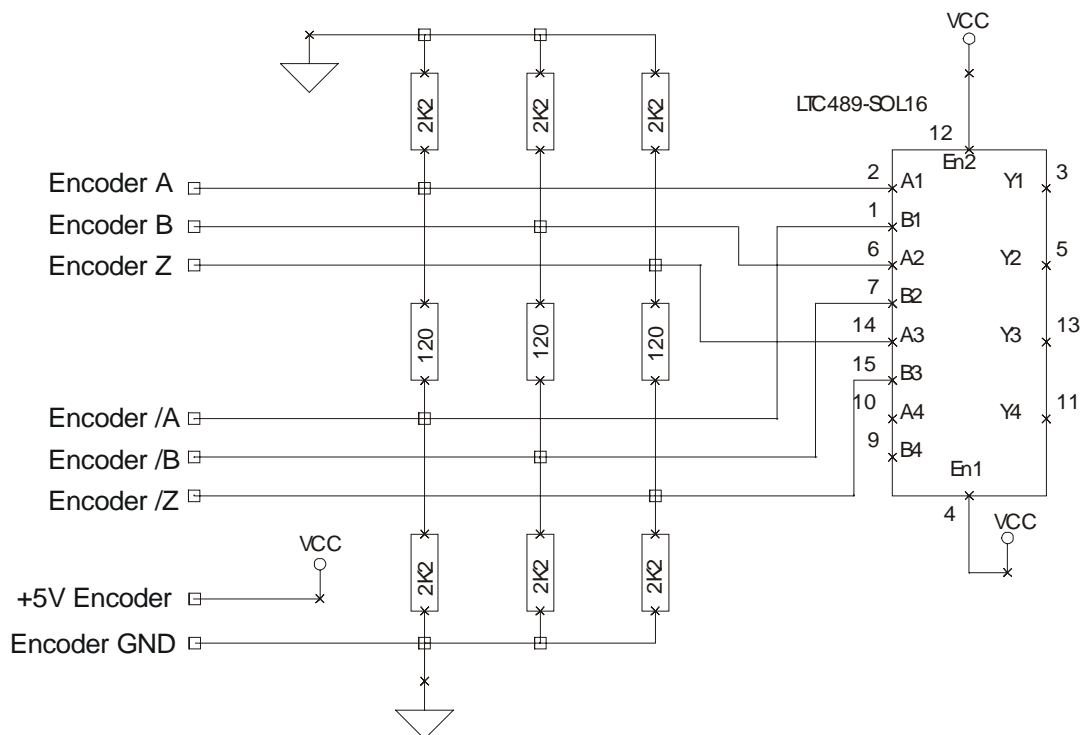 VCC
LTC489-SOL16
2K2
2K2
2K2
12
En2
Encoder A
2
A1
Y1
3
Encoder B
1
B1
Encoder Z
6
A2
Y2
5
7
B2
120
120
120
14
A3
Y3
13
15
B3
Encoder /A
10
A4
Y4
11
Encoder /B
9
B4
Encoder /Z
En1
4
VCC
VCC
2K2
2K2
2K2
+5V Encoder
Encoder GND